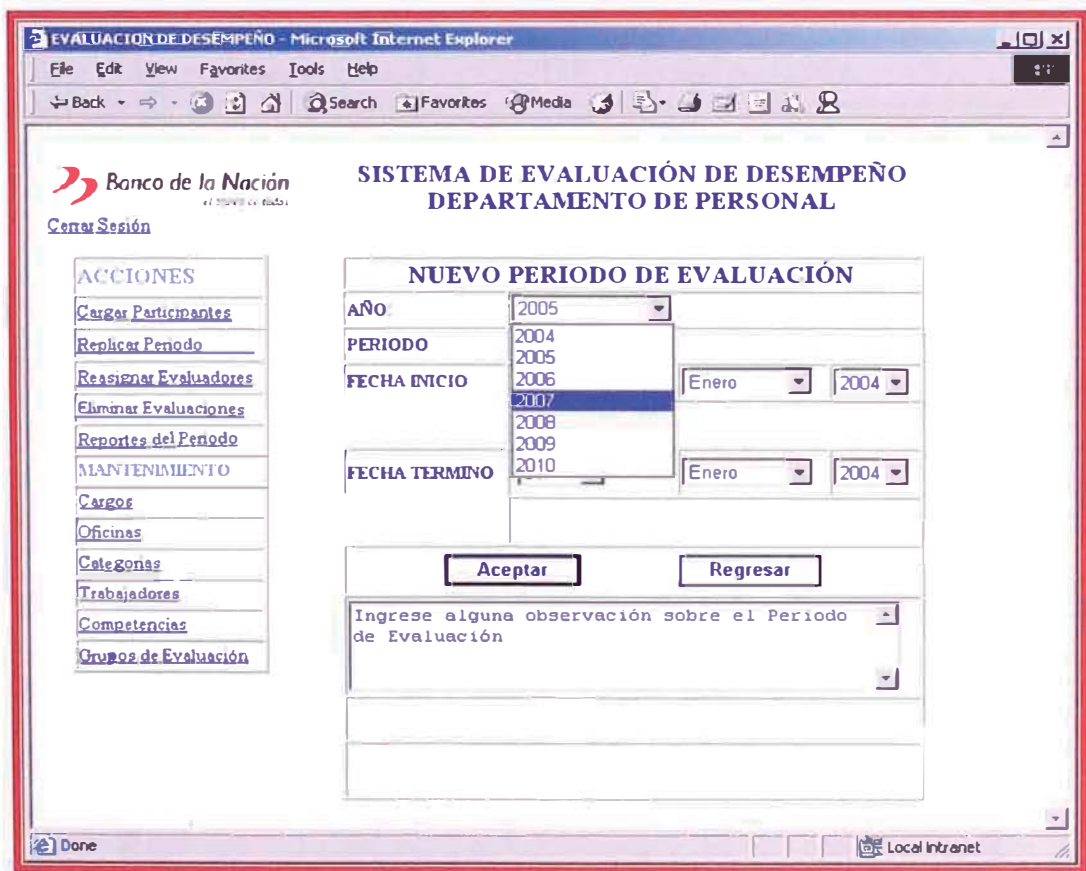 EVALUACION DE DESEMPEÑO - Microsoft Internet Explorer
File Edit View Favorites Tools Help
Back Search Favorites Media
Banco de la Nación
SISTEMA DE EVALUACIÓN DE DESEMPEÑO
DEPARTAMENTO DE PERSONAL
Cerrar Sesión
ACCIONES
Cargar Participantes
Replicar Periodo
Reasignar Evaluadores
Eliminar Evaluaciones
Reportes del Periodo
MANTENIMIENTO
Cargos
Oficinas
Categorias
Trabajadores
Competencias
Grupos de Evaluación
NUEVO PERIODO DE EVALUACIÓN
AÑO 2005
2004
2005
2006
2007
2008
2009
2010
PERIODO
FECHA INICIO Enero 2004
FECHA TERMINO Enero 2004
Aceptar Regresar
Ingrese alguna observación sobre el Periodo
de Evaluación
Done Local intranet